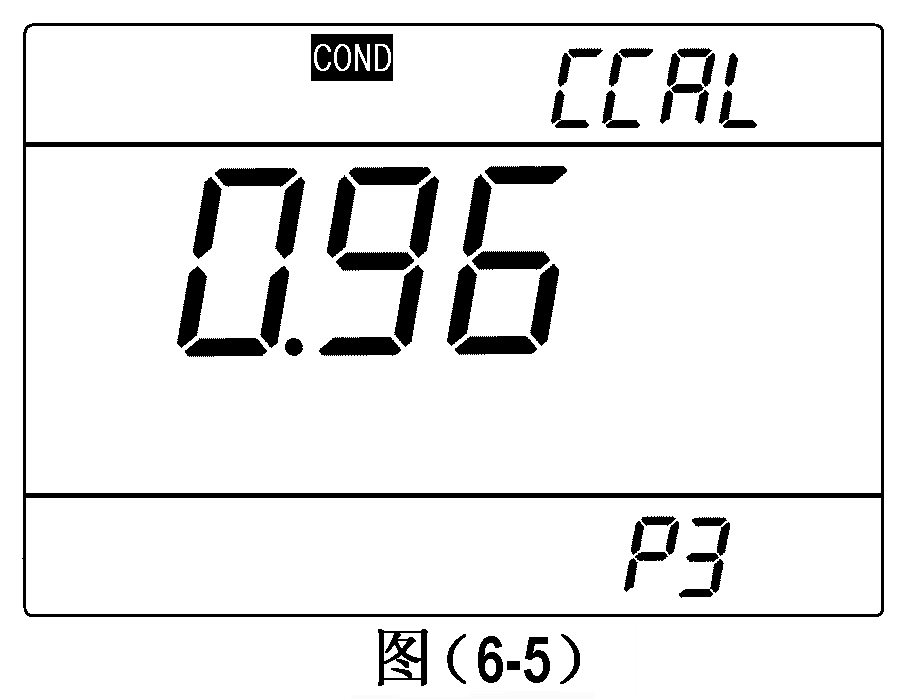 COND CCAL
0.96
P3
图（6-5）